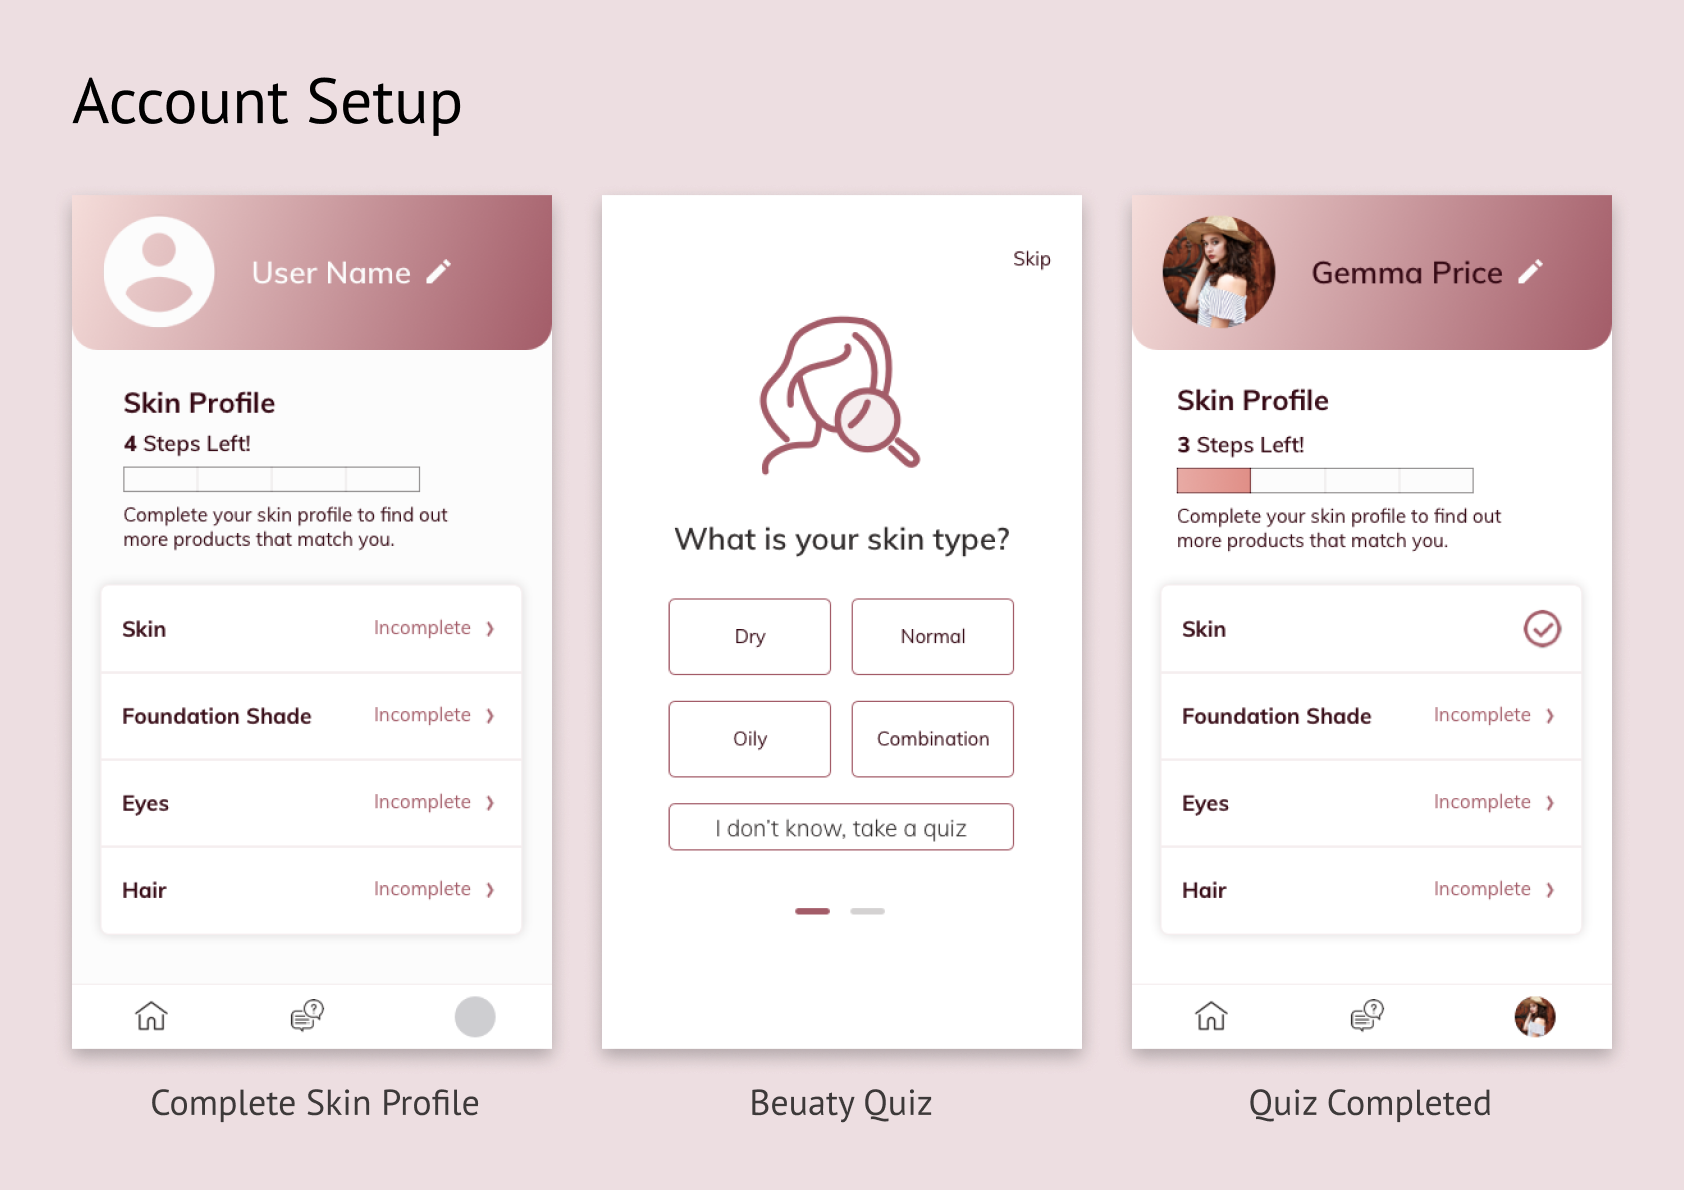 Account Setup
User Name
Skin Profile
4 Steps Left!
Complete your skin profile to find out
more products that match you.
Skin Incomplete
Foundation Shade Incomplete
Eyes Incomplete
Hair Incomplete
?
Complete Skin Profile
Skip
What is your skin type?
Dry Normal
Oily Combination
I don't know, take a quiz
Beuaty Quiz
Gemma Price
Skin Profile
3 Steps Left!
Complete your skin profile to find out
more products that match you.
Skin
Foundation Shade Incomplete
Eyes Incomplete
Hair Incomplete
?
Quiz Completed